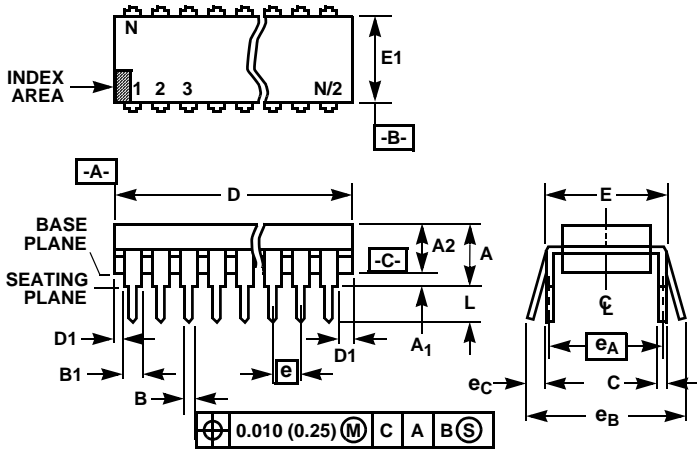 N
INDEX
AREA
1 2 3 N/2
E1
-B-
-A-
D
E
BASE
PLANE
A2
A
-C-
SEATING
PLANE
L
C
L
D1
A1
D1
eA
B1
e
eC
C
B
eB
0.010 (0.25) M C A B S